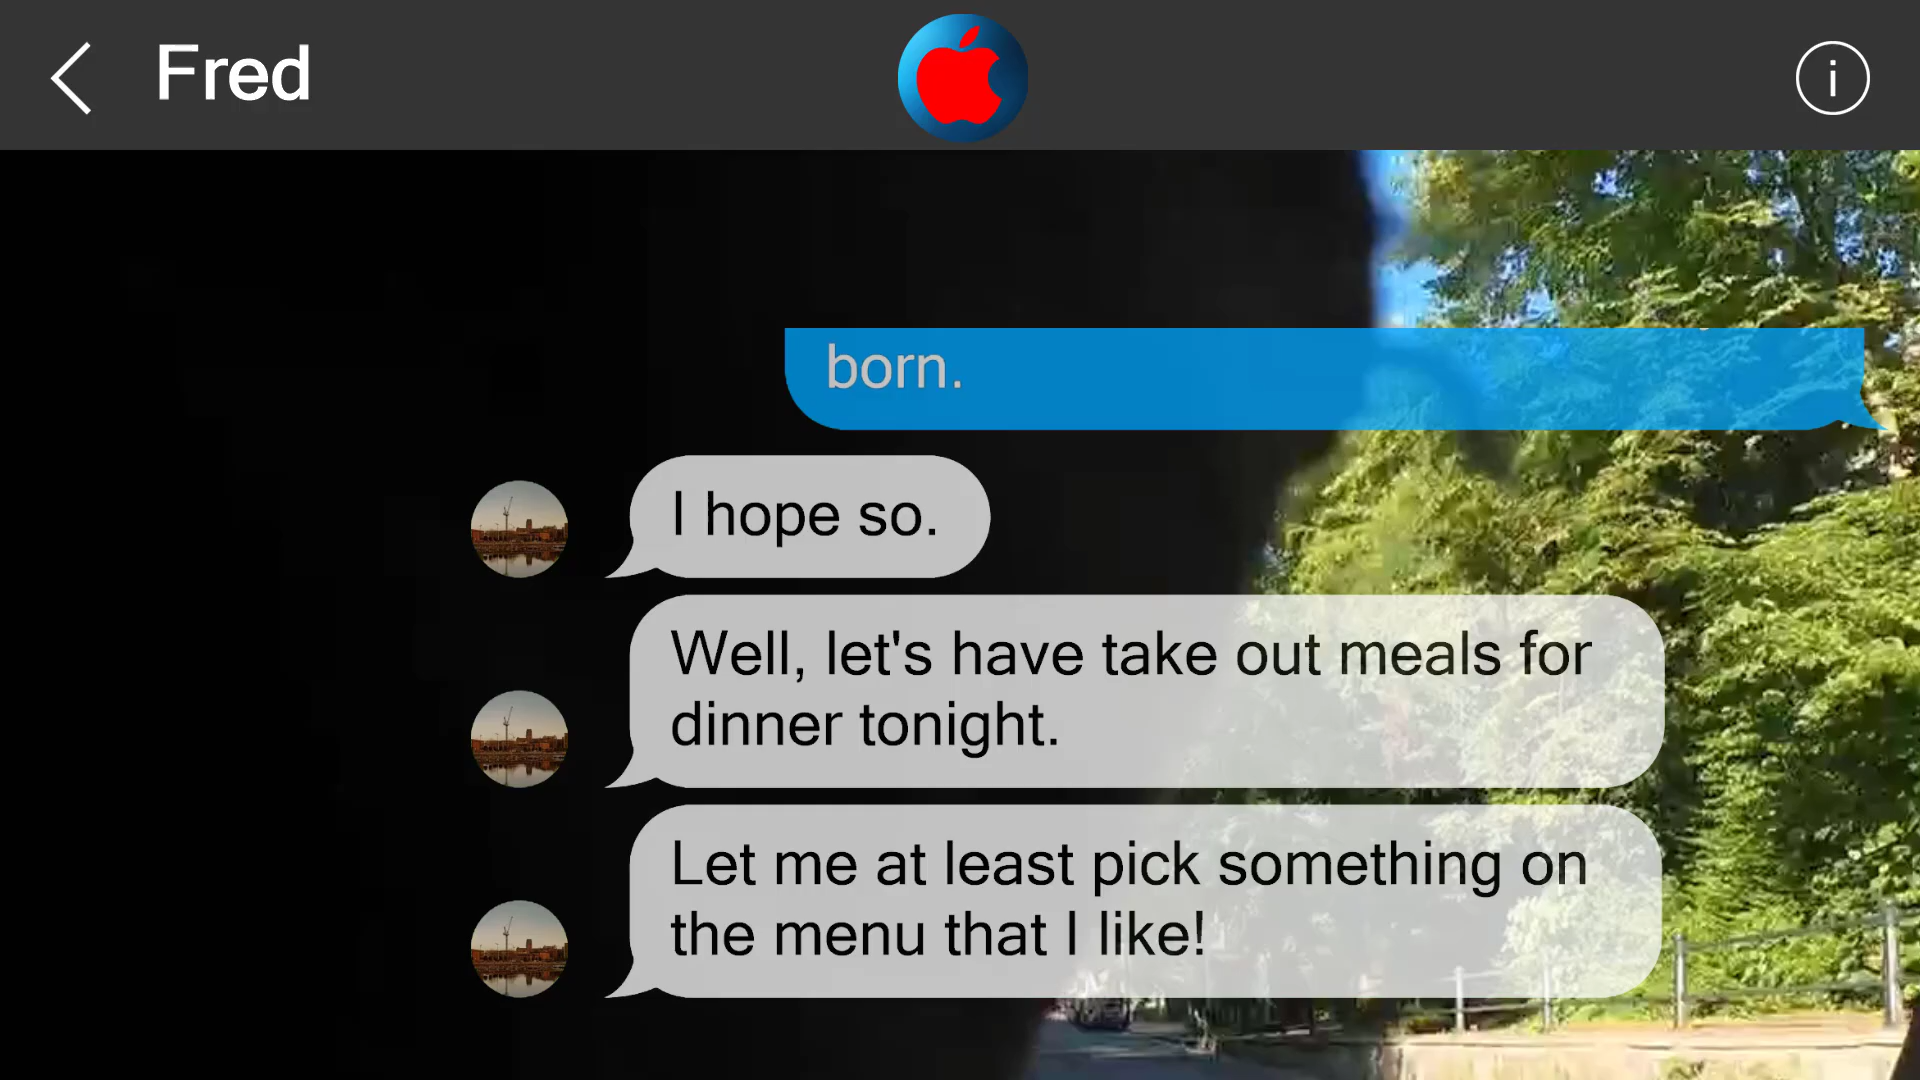 Fred
i
born.
I hope so.
Well, let's have take out meals for
dinner tonight.
Let me at least pick something on
the menu that I like!